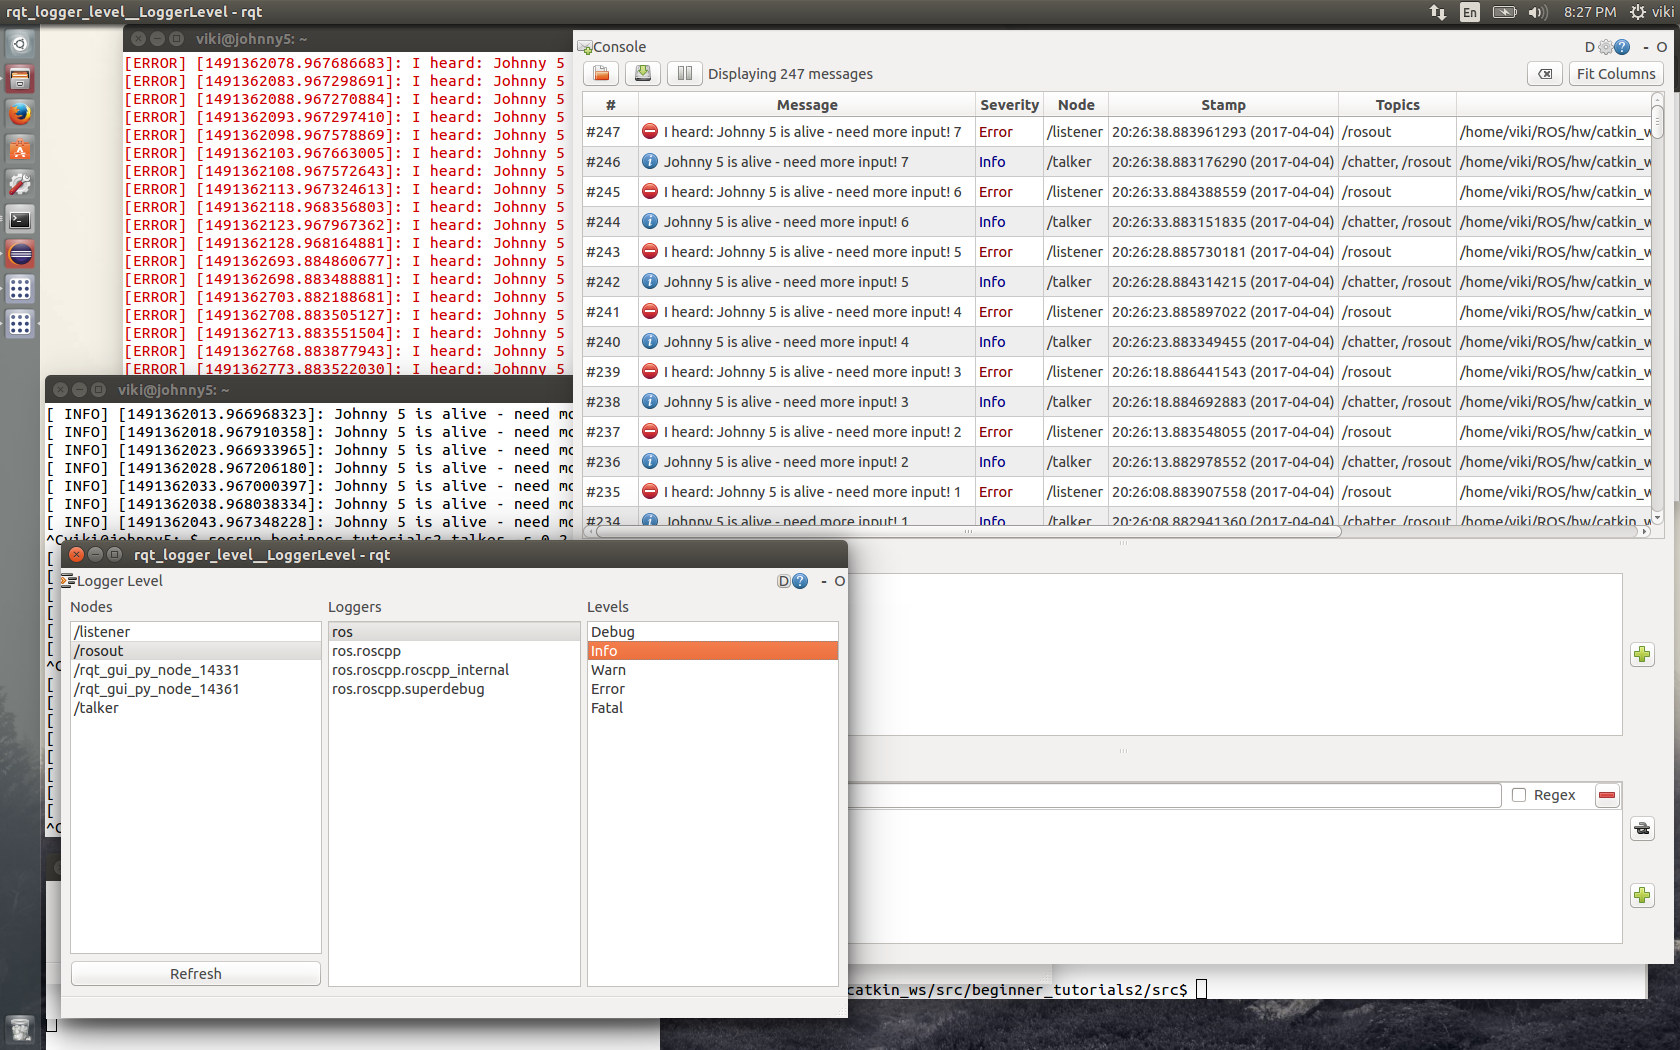 rqt_logger_level__LoggerLevel - rqt
En
8:27 PM
viki
viki@johnny5: ~
[ERROR] [1491362078.967686683]: I heard: Johnny 5
[ERROR] [1491362083.967298691]: I heard: Johnny 5
[ERROR] [1491362088.967270884]: I heard: Johnny 5
[ERROR] [1491362093.967297410]: I heard: Johnny 5
[ERROR] [1491362098.967578869]: I heard: Johnny 5
[ERROR] [1491362103.967663005]: I heard: Johnny 5
[ERROR] [1491362108.967572643]: I heard: Johnny 5
[ERROR] [1491362113.967324613]: I heard: Johnny 5
[ERROR] [1491362118.968356803]: I heard: Johnny 5
[ERROR] [1491362123.967967362]: I heard: Johnny 5
[ERROR] [1491362128.968164881]: I heard: Johnny 5
[ERROR] [1491362693.884860677]: I heard: Johnny 5
[ERROR] [1491362698.883488881]: I heard: Johnny 5
[ERROR] [1491362703.882188681]: I heard: Johnny 5
[ERROR] [1491362708.883505127]: I heard: Johnny 5
[ERROR] [1491362713.883551504]: I heard: Johnny 5
[ERROR] [1491362768.883877943]: I heard: Johnny 5
[ERROR] [1491362773.883522030]: I heard: Johnny 5
viki@johnny5: ~
[ INFO] [1491362013.966968323]: Johnny 5 is alive - need mo
[ INFO] [1491362018.967910358]: Johnny 5 is alive - need mo
[ INFO] [1491362023.966933965]: Johnny 5 is alive - need mo
[ INFO] [1491362028.967206180]: Johnny 5 is alive - need mo
[ INFO] [1491362033.967000397]: Johnny 5 is alive - need mo
[ INFO] [1491362038.968038334]: Johnny 5 is alive - need mo
[ INFO] [1491362043.967348228]: Johnny 5 is alive - need mo
^Cviki@johnny5:~$ rosrun beginner_tutorials2 talker -r 0.2
Console
D - O
Displaying 247 messages
Fit Columns
# Message Severity Node Stamp Topics
#247 I heard: Johnny 5 is alive - need more input! 7 Error /listener 20:26:38.883961293 (2017-04-04) /rosout /home/viki/ROS/hw/catkin_w
#246 Johnny 5 is alive - need more input! 7 Info /talker 20:26:38.883176290 (2017-04-04) /chatter, /rosout /home/viki/ROS/hw/catkin_w
#245 I heard: Johnny 5 is alive - need more input! 6 Error /listener 20:26:33.884388559 (2017-04-04) /rosout /home/viki/ROS/hw/catkin_w
#244 Johnny 5 is alive - need more input! 6 Info /talker 20:26:33.883151835 (2017-04-04) /chatter, /rosout /home/viki/ROS/hw/catkin_w
#243 I heard: Johnny 5 is alive - need more input! 5 Error /listener 20:26:28.885730181 (2017-04-04) /rosout /home/viki/ROS/hw/catkin_w
#242 Johnny 5 is alive - need more input! 5 Info /talker 20:26:28.884314215 (2017-04-04) /chatter, /rosout /home/viki/ROS/hw/catkin_w
#241 I heard: Johnny 5 is alive - need more input! 4 Error /listener 20:26:23.885897022 (2017-04-04) /rosout /home/viki/ROS/hw/catkin_w
#240 Johnny 5 is alive - need more input! 4 Info /talker 20:26:23.883349455 (2017-04-04) /chatter, /rosout /home/viki/ROS/hw/catkin_w
#239 I heard: Johnny 5 is alive - need more input! 3 Error /listener 20:26:18.886441543 (2017-04-04) /rosout /home/viki/ROS/hw/catkin_w
#238 Johnny 5 is alive - need more input! 3 Info /talker 20:26:18.884692883 (2017-04-04) /chatter, /rosout /home/viki/ROS/hw/catkin_w
#237 I heard: Johnny 5 is alive - need more input! 2 Error /listener 20:26:13.883548055 (2017-04-04) /rosout /home/viki/ROS/hw/catkin_w
#236 Johnny 5 is alive - need more input! 2 Info /talker 20:26:13.882978552 (2017-04-04) /chatter, /rosout /home/viki/ROS/hw/catkin_w
#235 I heard: Johnny 5 is alive - need more input! 1 Error /listener 20:26:08.883907558 (2017-04-04) /rosout /home/viki/ROS/hw/catkin_w
#234 Johnny 5 is alive - need more input! 1 Info /talker 20:26:08.882941360 (2017-04-04) /chatter, /rosout /home/viki/ROS/hw/catkin_w
Regex
rqt_logger_level__LoggerLevel - rqt
Logger Level
D - O
Nodes
/listener
/rosout
/rqt_gui_py_node_14331
/rqt_gui_py_node_14361
/talker
Refresh
Loggers
ros
ros.roscpp
ros.roscpp.roscpp_internal
ros.roscpp.superdebug
Levels
Debug
Info
Warn
Error
Fatal
catkin_ws/src/beginner_tutorials2/src$